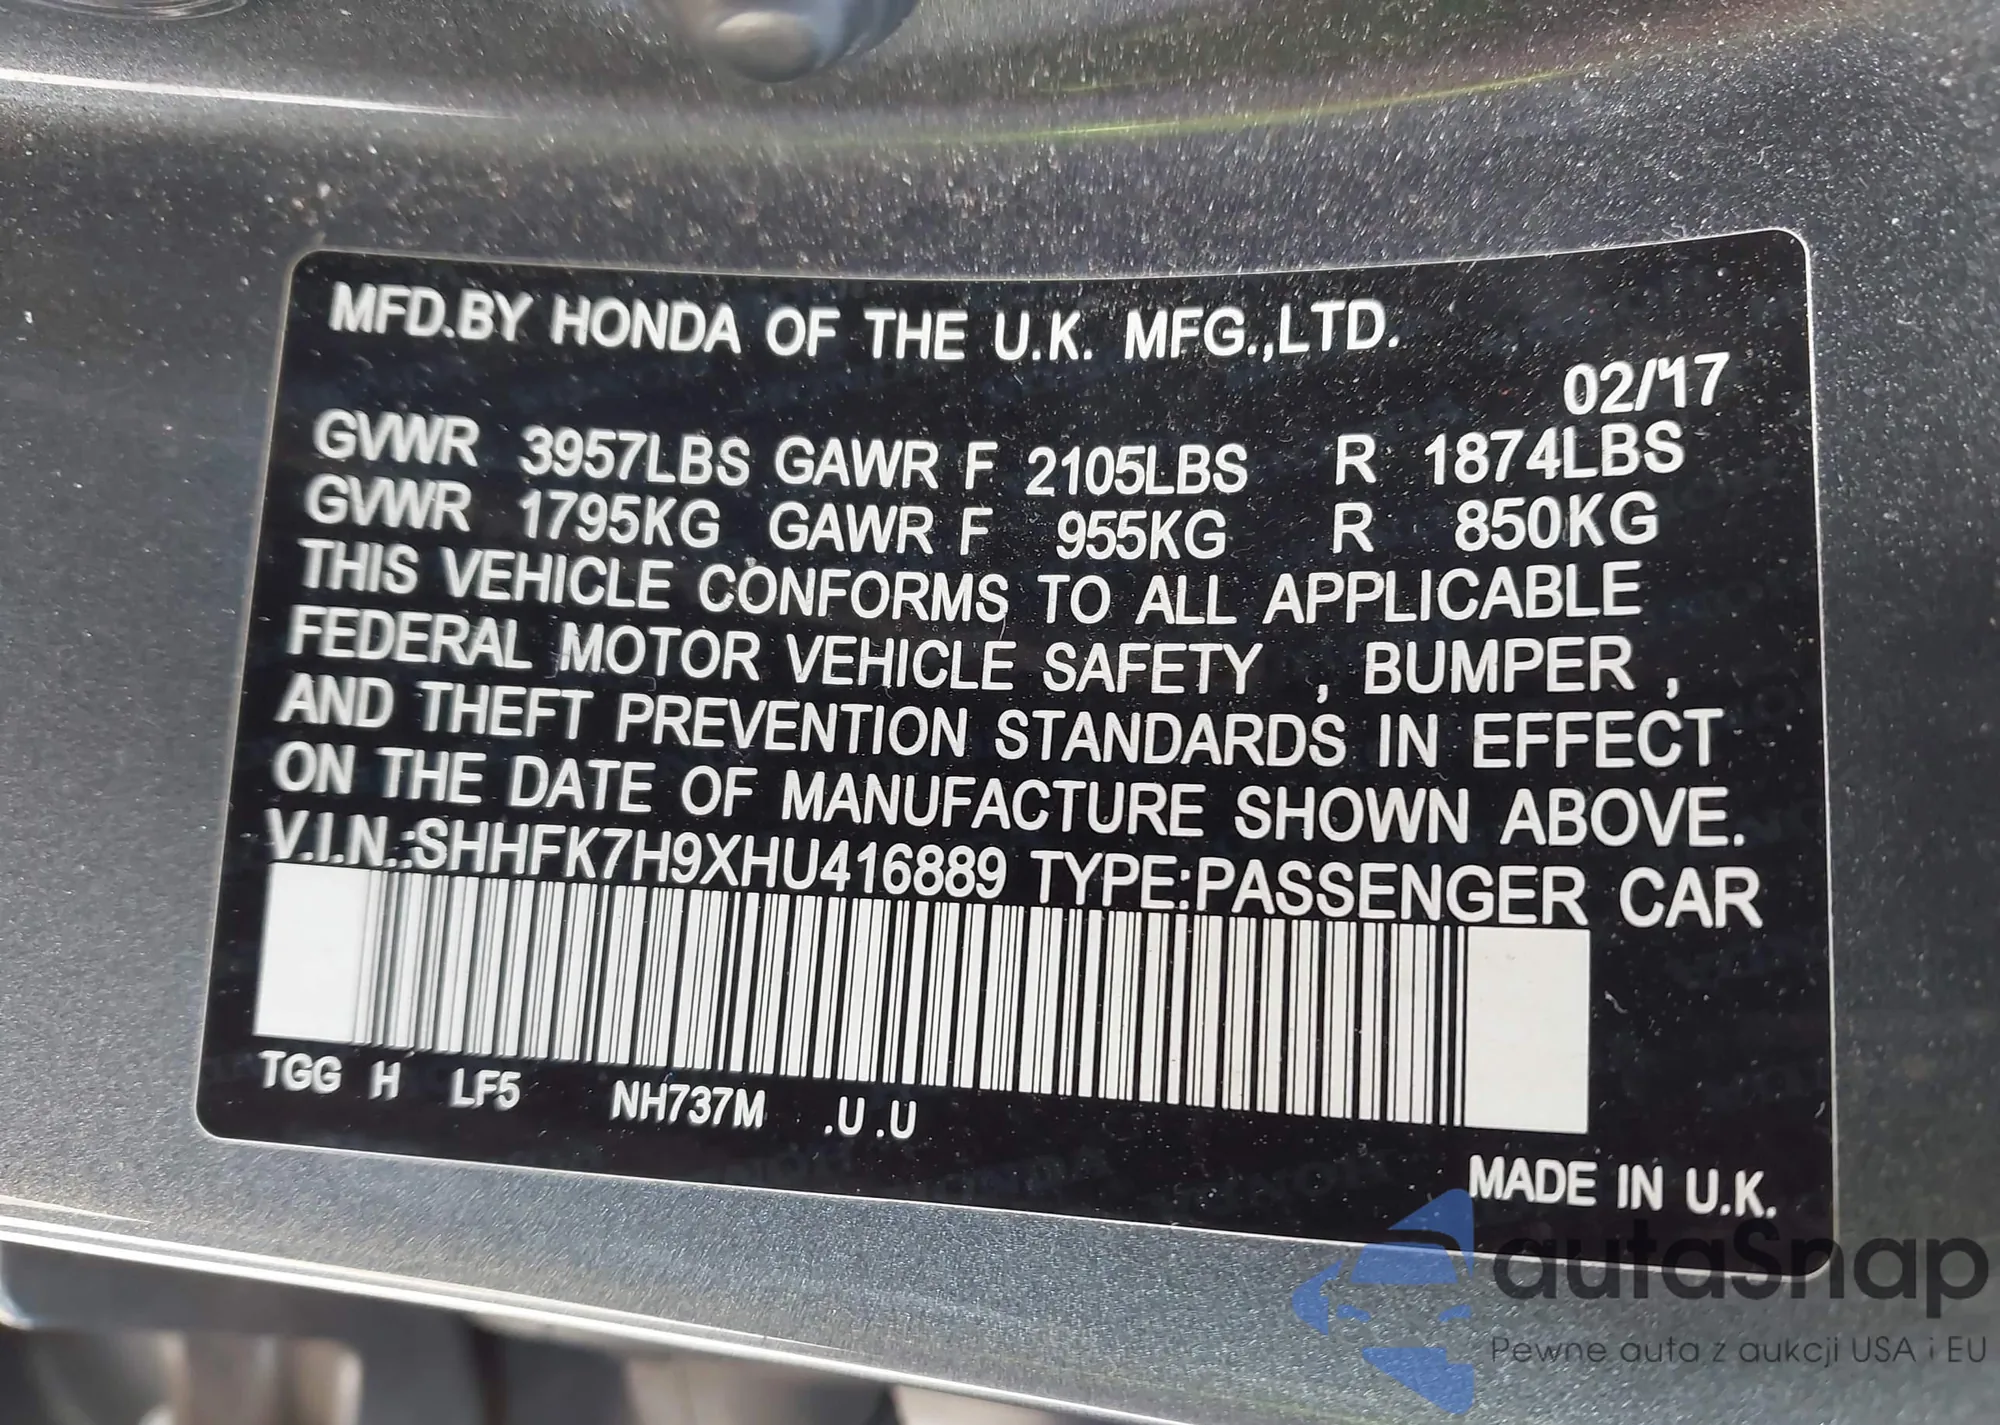 MFD.BY HONDA OF THE U.K. MFG.,LTD.
02/'17
GVWR 3957LBS GAWR F 2105LBS R 1874LBS
GVWR 1795KG GAWR F 955KG R 850KG
THIS VEHICLE CONFORMS TO ALL APPLICABLE
FEDERAL MOTOR VEHICLE SAFETY , BUMPER ,
AND THEFT PREVENTION STANDARDS IN EFFECT
ON THE DATE OF MANUFACTURE SHOWN ABOVE.
V.I.N.:SHHFK7H9XHU416889 TYPE:PASSENGER CAR
TGG H LF5 NH737M .U .U
MADE IN U.K.
autaSnap
Pewne auta z aukcji USA i EU